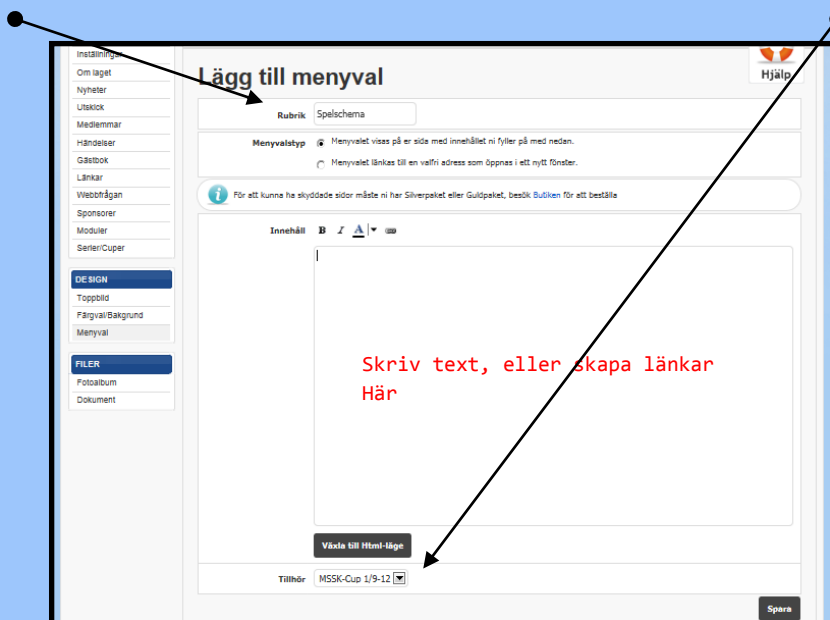 Inställningar
Om laget
Nyheter
Utskick
Medlemmar
Händelser
Gästbok
Länkar
Webbfrågan
Sponsorer
Moduler
Serier/Cuper
DESIGN
Toppbild
Färgval/Bakgrund
Menyval
FILER
Fotoalbum
Dokument
Lägg till menyval
Hjälp
Rubrik Spelschema
Menyvalstyp Menyvalet visas på er sida med innehållet ni fyller på med nedan.
Menyvalet länkas till en valfri adress som öppnas i ett nytt fönster.
För att kunna ha skyddade sidor måste ni har Silverpaket eller Guldpaket, besök Butiken för att beställa
Innehåll B I A
Skriv text, eller skapa länkar
Här
Växla till Html-läge
Tillhör MSSK-Cup 1/9-12
Spara